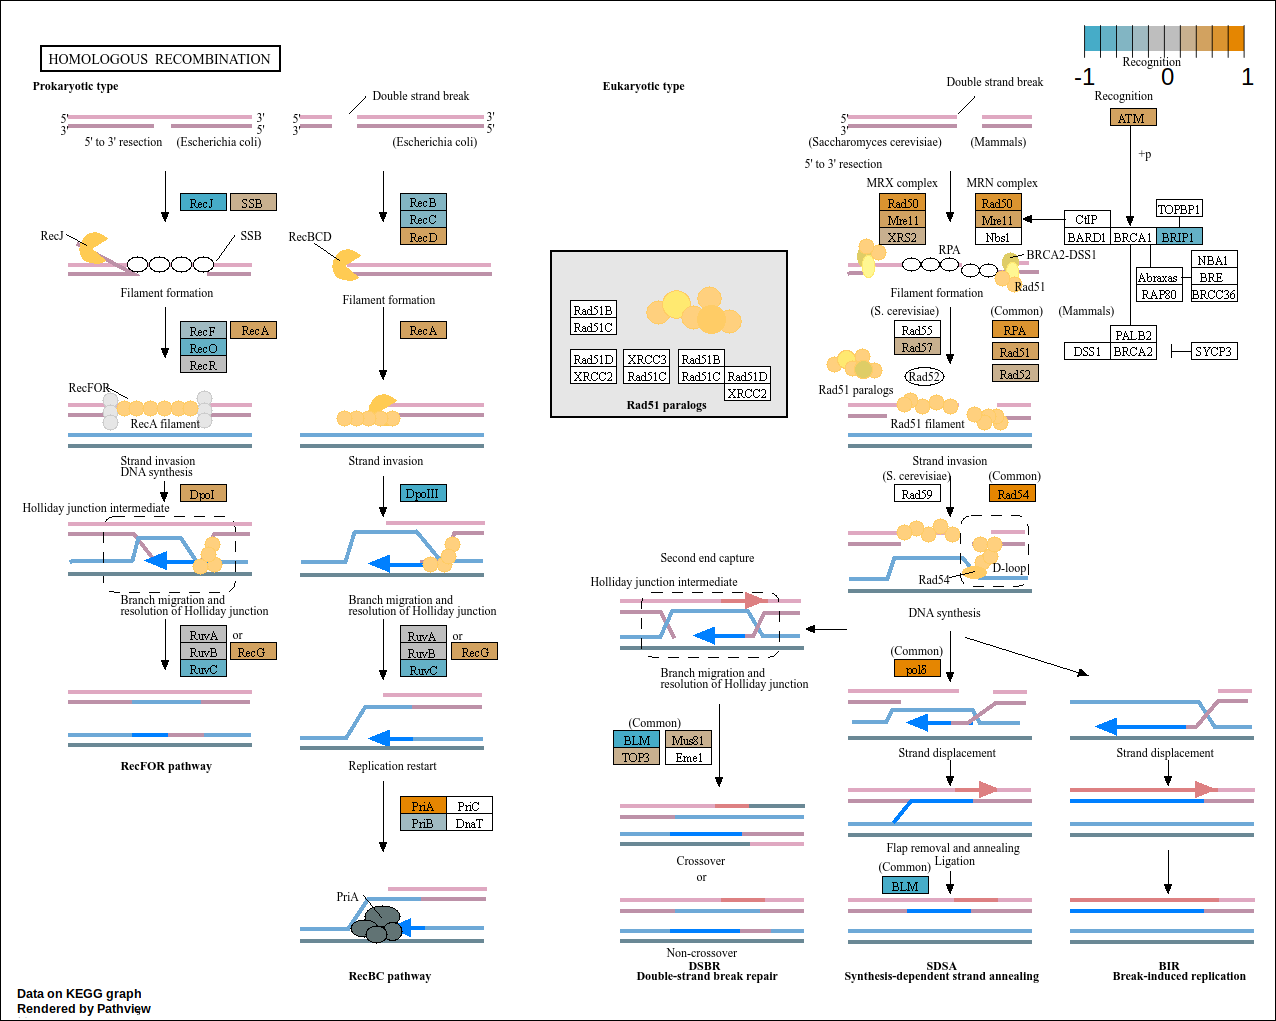 HOMOLOGOUS RECOMBINATION
Prokaryotic type
Eukaryotic type
-1 0 1
Recognition
Recognition
Double strand break
Double strand break
5' 3'
3' 5'
5' 3'
3' 5'
5'
3'
5' to 3' resection (Escherichia coli)
(Escherichia coli)
(Saccharomyces cerevisiae) (Mammals)
5' to 3' resection
ATM
+p
MRX complex MRN complex
RecJ SSB
RecB
RecC
RecD
Rad50
Mre11
XRS2
Rad50
Mre11
Nbs1
CtIP
TOPBP1
BARD1 BRCA1 BRIP1
Abraxas
RAP80
NBA1
BRE
BRCC36
RecJ SSB
RecBCD
RPA
BRCA2-DSS1
Rad51
Filament formation
Filament formation
Filament formation
(S. cerevisiae) (Common) (Mammals)
RecF RecA
RecO
RecR
RecA
Rad51B
Rad51C
Rad51D
XRCC2
XRCC3
Rad51C
Rad51B
Rad51C Rad51D
XRCC2
Rad51 paralogs
Rad55
Rad57
RPA
Rad51
Rad52
Rad52
PALB2
DSS1 BRCA2 SYCP3
RecFOR
RecA filament
Rad51 paralogs
Rad51 filament
Strand invasion
DNA synthesis
Strand invasion
Strand invasion
DpoI
DpoIII
(S. cerevisiae) (Common)
Rad59 Rad54
Holliday junction intermediate
D-loop
Rad54
Branch migration and
resolution of Holliday junction
Branch migration and
resolution of Holliday junction
Second end capture
Holliday junction intermediate
DNA synthesis
RuvA or
RuvB RecG
RuvC
RuvA or
RuvB RecG
RuvC
Branch migration and
resolution of Holliday junction
(Common)
polδ
(Common)
BLM Mus81
TOP3 Eme1
Strand displacement
Strand displacement
RecFOR pathway
Replication restart
PriA PriC
PriB DnaT
PriA
Crossover
or
Flap removal and annealing
Ligation
(Common)
BLM
Non-crossover
DSBR
Double-strand break repair
SDSA
Synthesis-dependent strand annealing
BIR
Break-induced replication
RecBC pathway
Data on KEGG graph
Rendered by Pathview